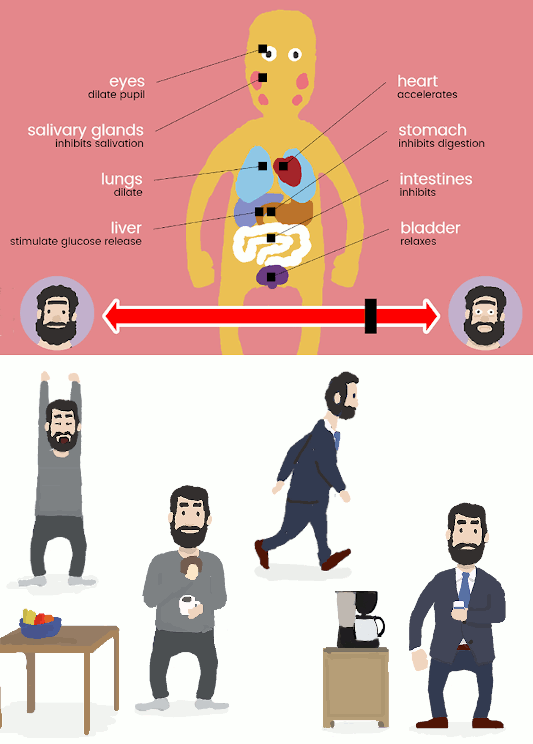 eyes
dilate pupil
salivary glands
inhibits salivation
lungs
dilate
liver
stimulate glucose release
heart
accelerates
stomach
inhibits digestion
intestines
inhibits
bladder
relaxes